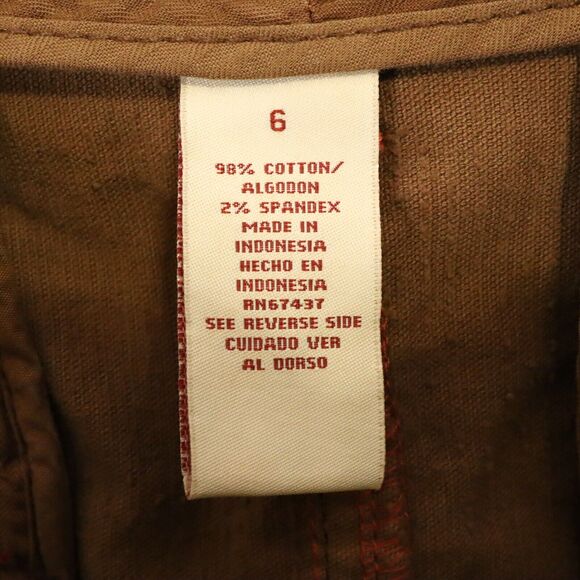 6
98% COTTON/
ALGODON
2% SPANDEX
MADE IN
INDONESIA
HECHO EN
INDONESIA
RN67437
SEE REVERSE SIDE
CUIDADO VER
AL DORSO